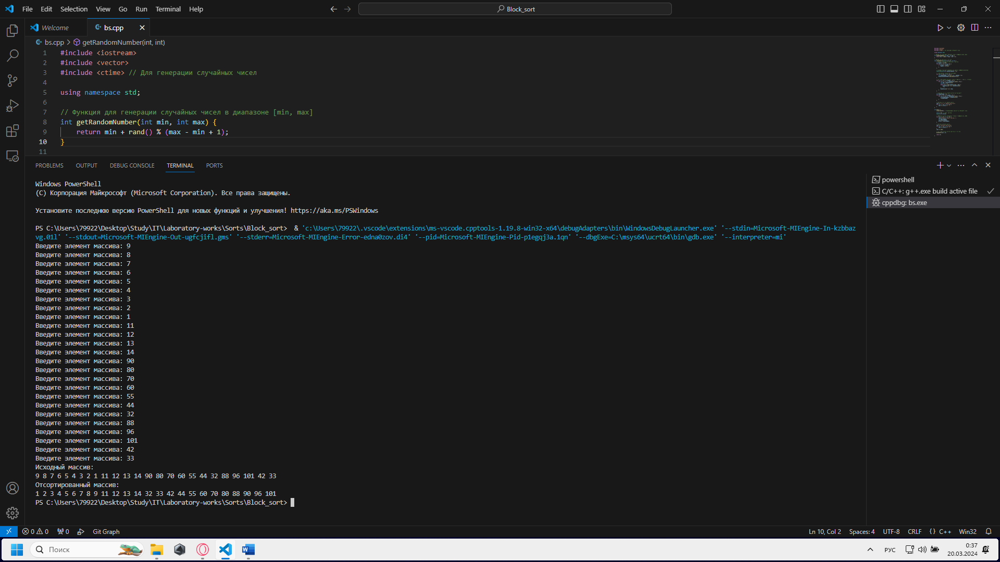 File Edit Selection View Go Run Terminal Help
Block_sort
Welcome bs.cpp
bs.cpp > getRandomNumber(int, int)
1 #include <iostream>
2 #include <vector>
3 #include <ctime> // Для генерации случайных чисел
4
5 using namespace std;
6
7 // Функция для генерации случайных чисел в диапазоне [min, max]
8 int getRandomNumber(int min, int max) {
9 return min + rand() % (max - min + 1);
10 }
11
PROBLEMS OUTPUT DEBUG CONSOLE TERMINAL PORTS
powershell
C/C++: g++.exe build active file
cppdbg: bs.exe
Windows PowerShell
(C) Корпорация Майкрософт (Microsoft Corporation). Все права защищены.
Установите последнюю версию PowerShell для новых функций и улучшения! https://aka.ms/PSWindows
PS C:\Users\79922\Desktop\Study\IT\Laboratory-works\Sorts\Block_sort>  & 'c:\Users\79922\.vscode\extensions\ms-vscode.cpptools-1.19.8-win32-x64\debugAdapters\bin\WindowsDebugLauncher.exe' '--stdin=Microsoft-MIEngine-In-kzbbaz
vg.01l' '--stdout=Microsoft-MIEngine-Out-ugfcjifl.gms' '--stderr=Microsoft-MIEngine-Error-edna0zov.di4' '--pid=Microsoft-MIEngine-Pid-p1egqj3a.1qn' '--dbgExe=C:\msys64\ucrt64\bin\gdb.exe' '--interpreter=mi'
Введите элемент массива: 9
Введите элемент массива: 8
Введите элемент массива: 7
Введите элемент массива: 6
Введите элемент массива: 5
Введите элемент массива: 4
Введите элемент массива: 3
Введите элемент массива: 2
Введите элемент массива: 1
Введите элемент массива: 11
Введите элемент массива: 12
Введите элемент массива: 13
Введите элемент массива: 14
Введите элемент массива: 90
Введите элемент массива: 80
Введите элемент массива: 70
Введите элемент массива: 60
Введите элемент массива: 55
Введите элемент массива: 44
Введите элемент массива: 32
Введите элемент массива: 88
Введите элемент массива: 96
Введите элемент массива: 101
Введите элемент массива: 42
Введите элемент массива: 33
Исходный массив:
9 8 7 6 5 4 3 2 1 11 12 13 14 90 80 70 60 55 44 32 88 96 101 42 33
Отсортированный массив:
1 2 3 4 5 6 7 8 9 11 12 13 14 32 33 42 44 55 60 70 80 88 90 96 101
PS C:\Users\79922\Desktop\Study\IT\Laboratory-works\Sorts\Block_sort>
0 0 0 Git Graph Ln 10, Col 2 Spaces: 4 UTF-8 CRLF {} C++ Win32
Поиск РУС 0:37
20.03.2024